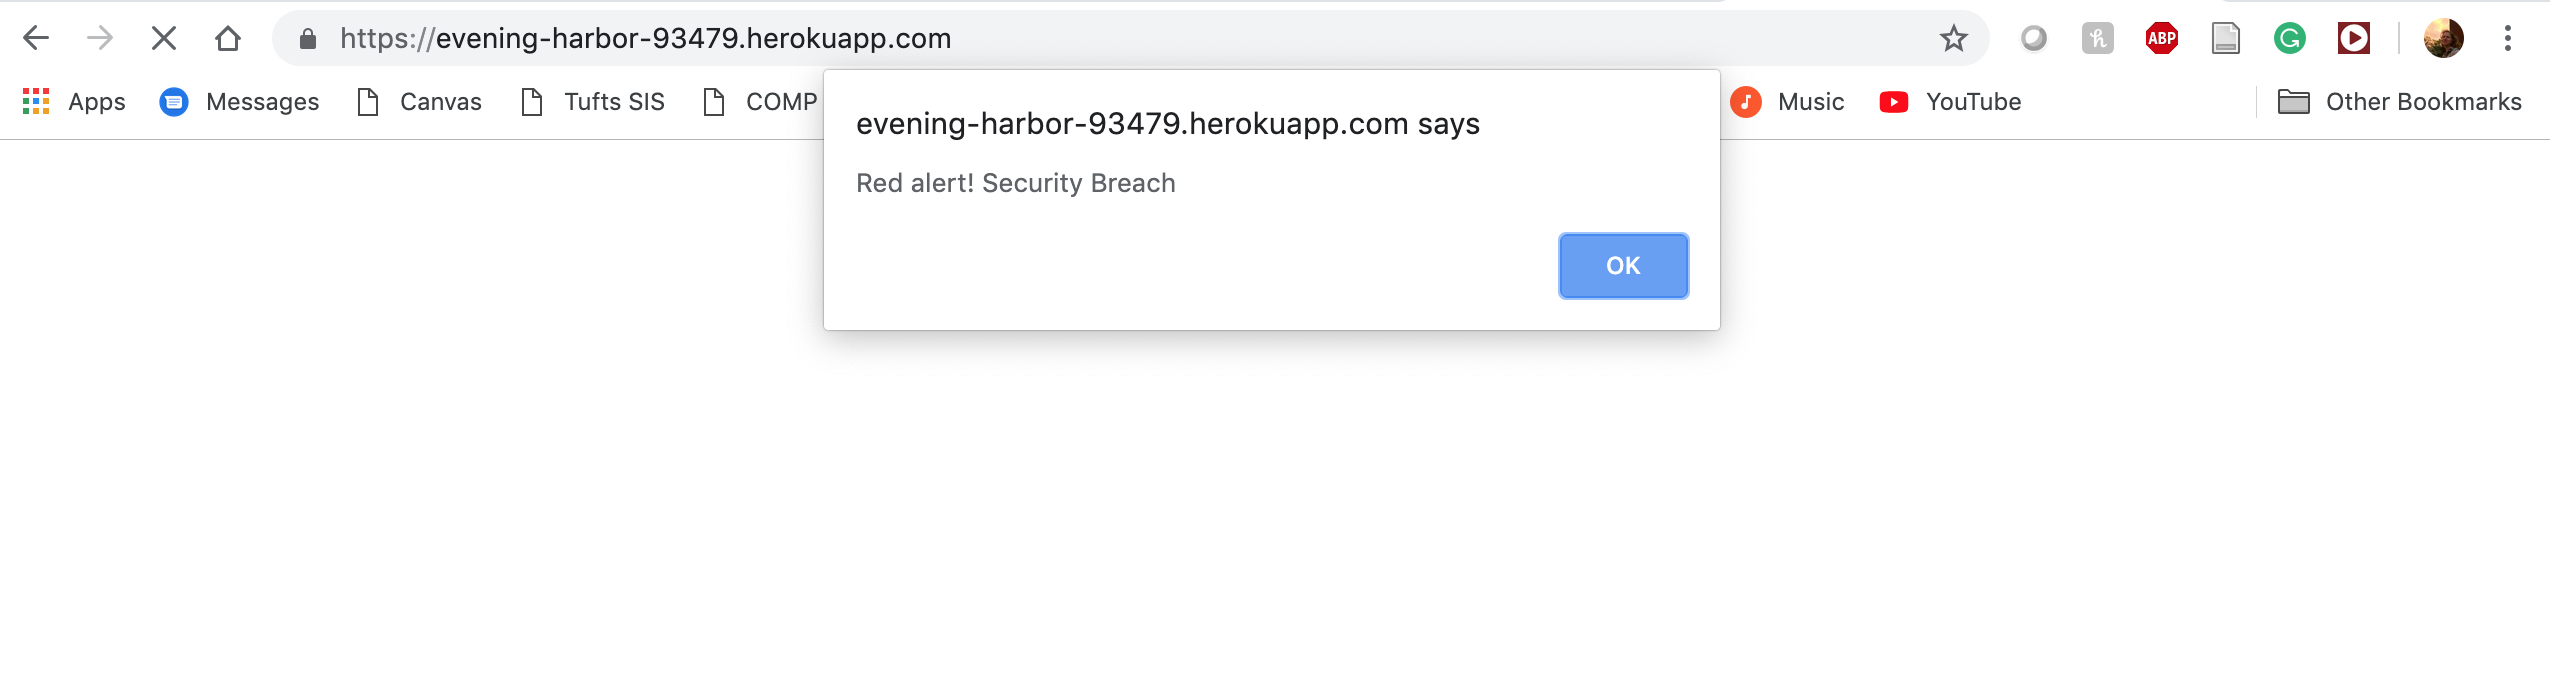 https://evening-harbor-93479.herokuapp.com
ABP
Apps Messages Canvas Tufts SIS COMP Music YouTube Other Bookmarks
evening-harbor-93479.herokuapp.com says
Red alert! Security Breach
OK